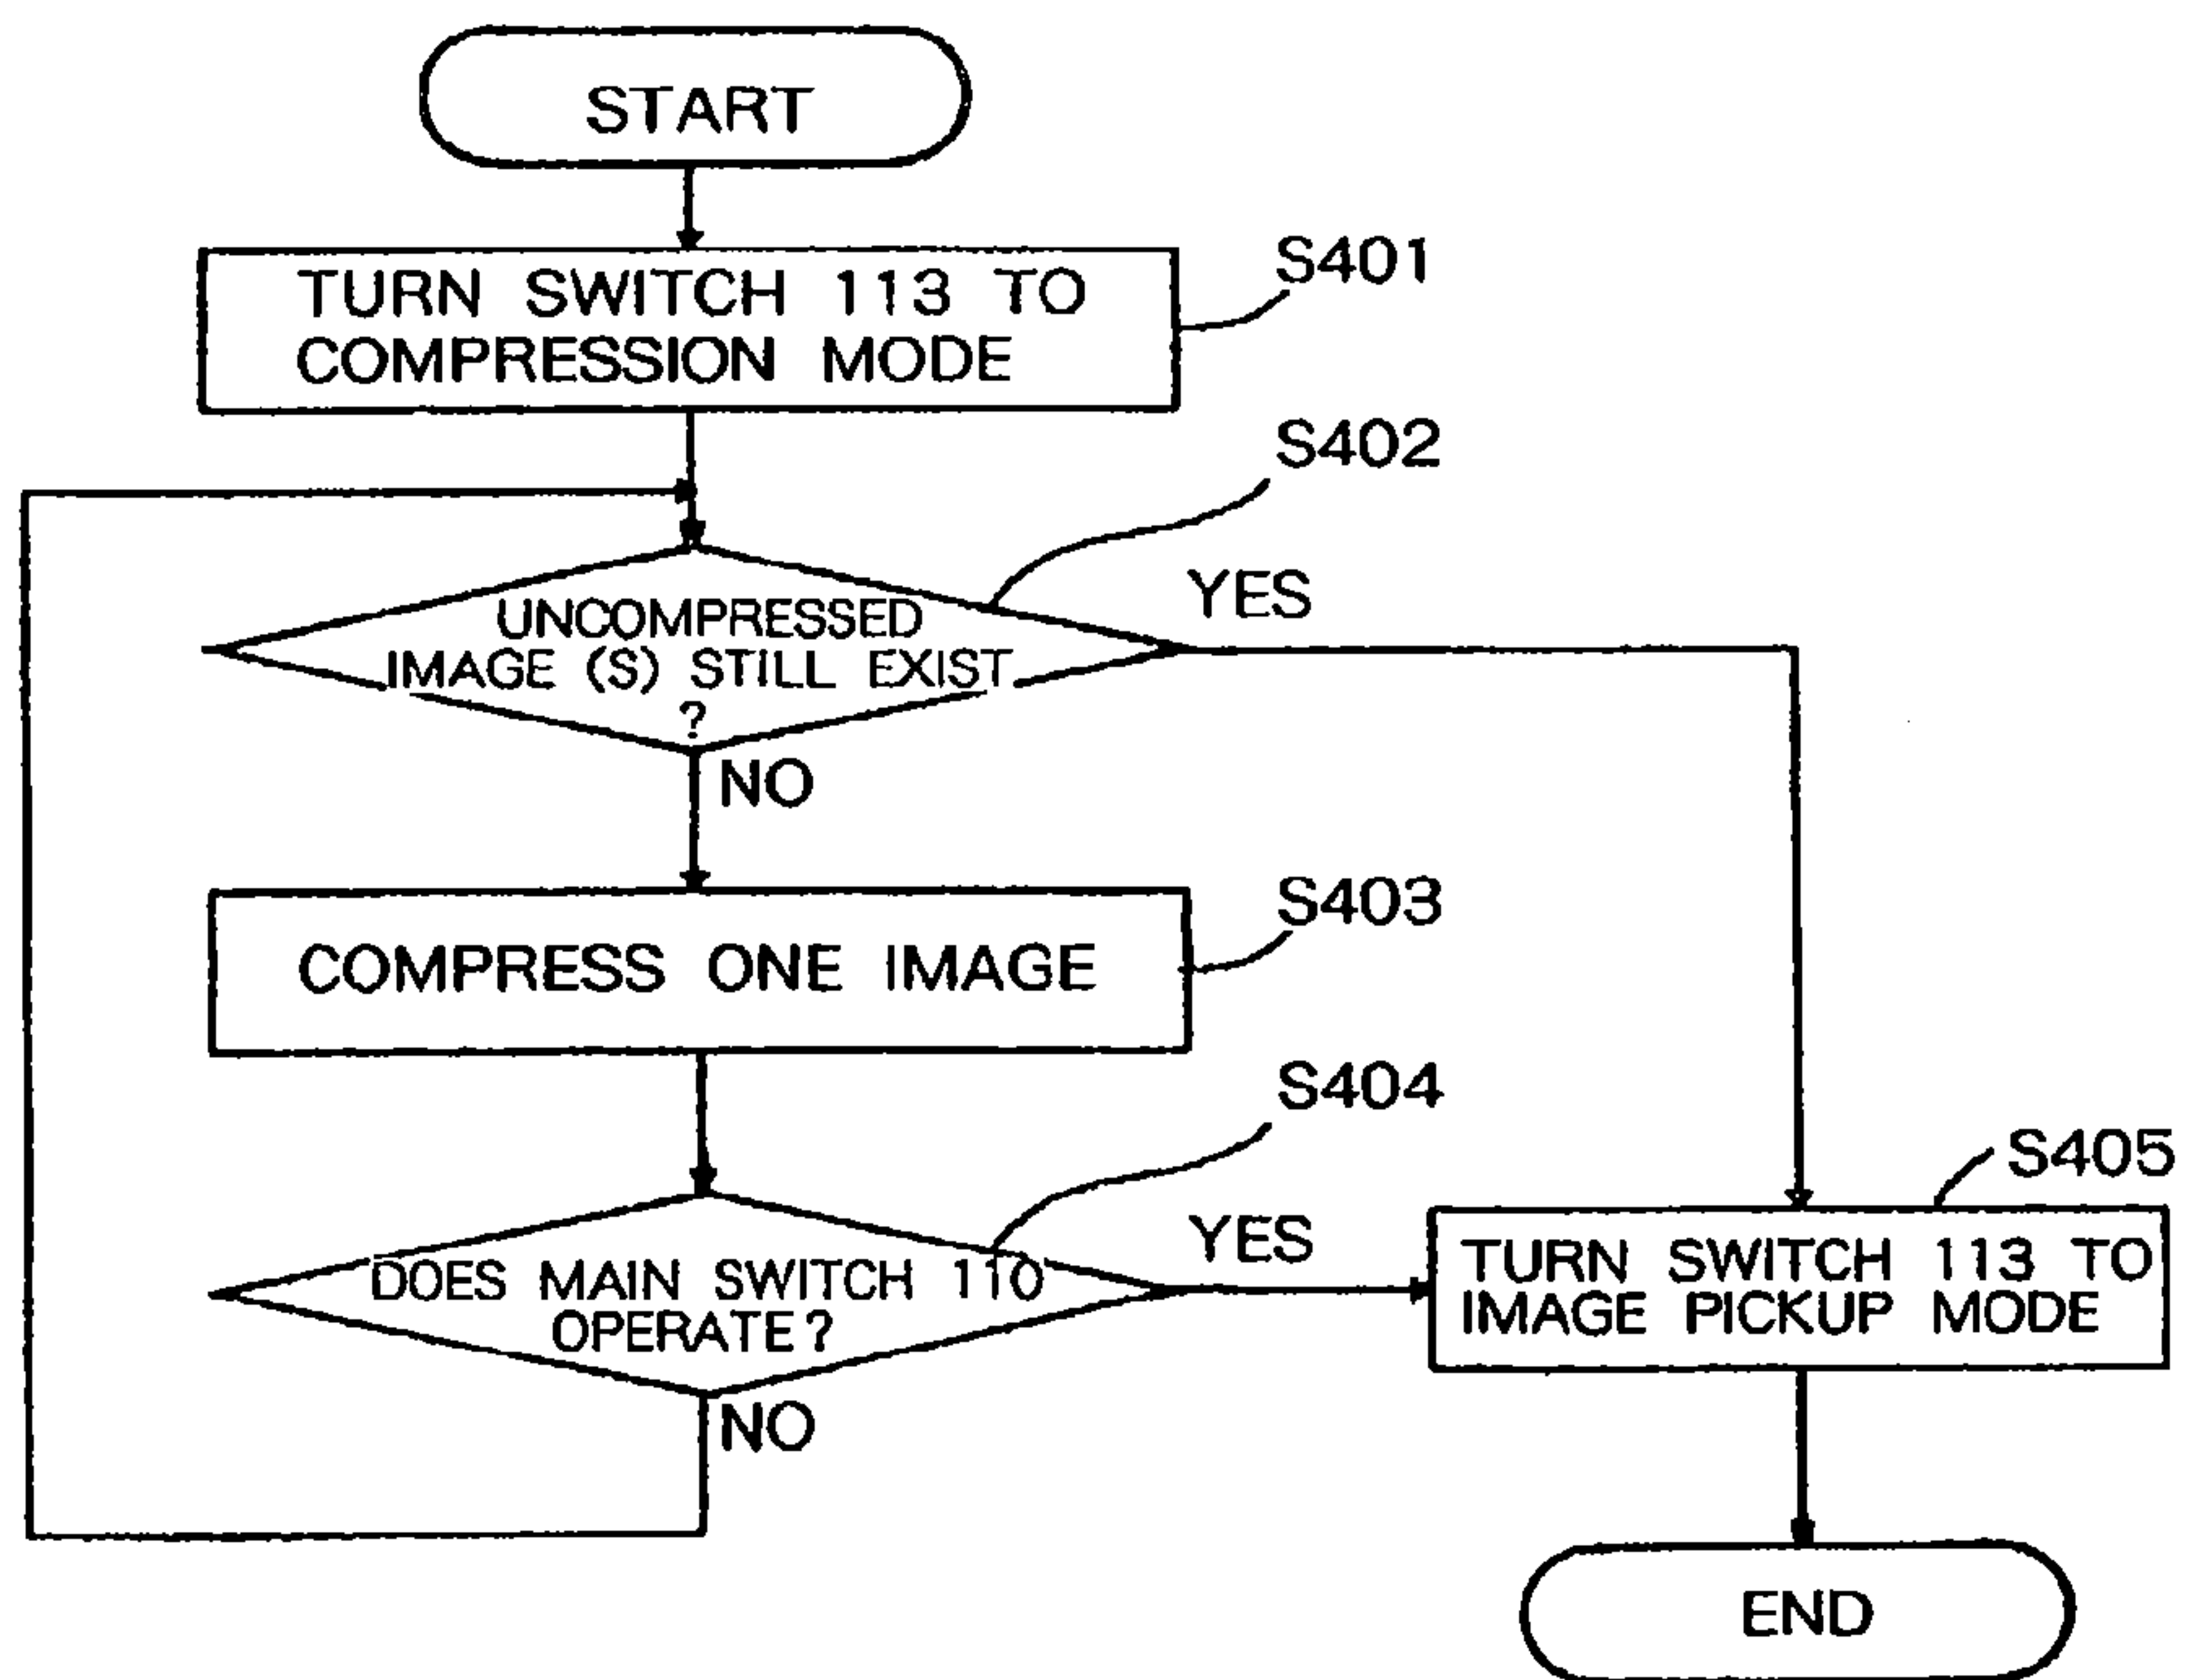 START
TURN SWITCH 113 TO
COMPRESSION MODE
S401
S402
UNCOMPRESSED
IMAGE (S) STILL EXIST
?
YES
NO
COMPRESS ONE IMAGE
S403
S404
DOES MAIN SWITCH 110
OPERATE?
YES
NO
S405
TURN SWITCH 113 TO
IMAGE PICKUP MODE
END